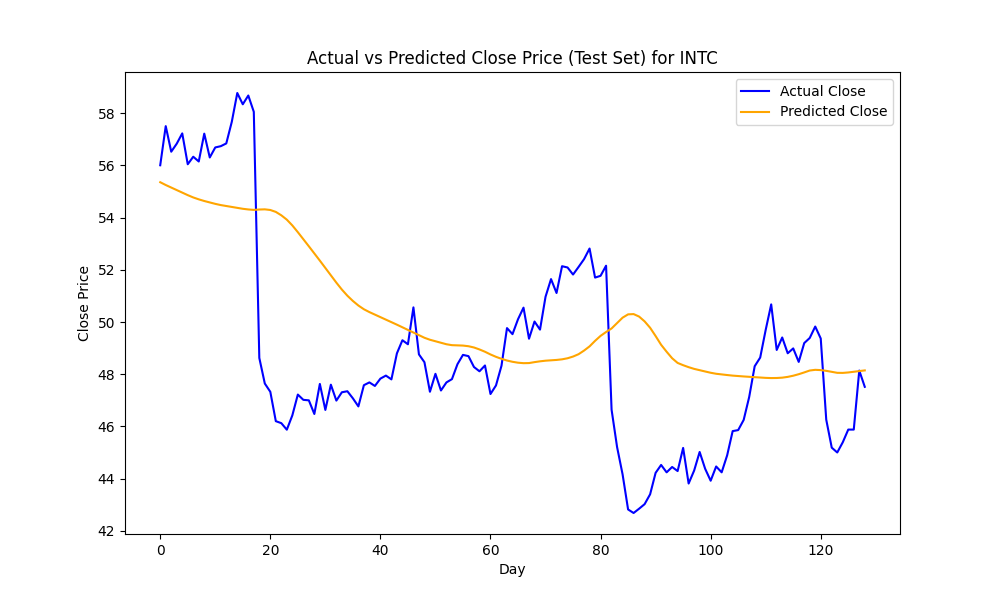 Actual vs Predicted Close Price (Test Set) for INTC
Actual Close
Predicted Close
Close Price
58
56
54
52
50
48
46
44
42
0 20 40 60 80 100 120
Day